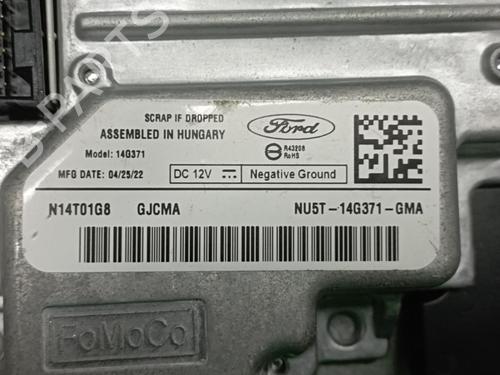 SCRAP IF DROPPED
ASSEMBLED IN HUNGARY
Ford
Model: 14G371
R43208
RoHS
MFG DATE: 04/25/22
DC 12V
Negative Ground
N14T01G8 GJCMA NU5T-14G371-GMA
FoMoCo